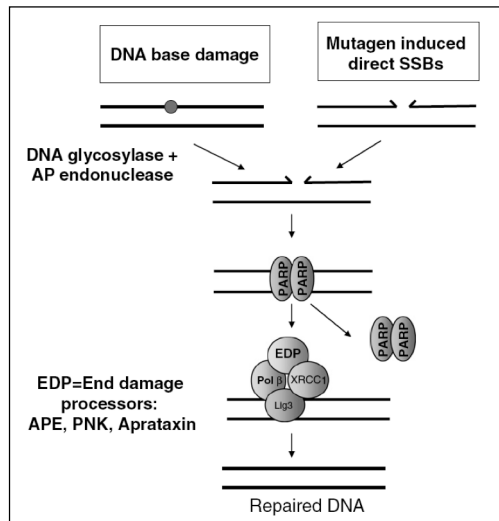 DNA base damage
Mutagen induced
direct SSBs
DNA glycosylase +
AP endonuclease
PARP
PARP
PARP
PARP
EDP
Pol β
XRCC1
Lig3
EDP=End damage
processors:
APE, PNK, Aprataxin
Repaired DNA